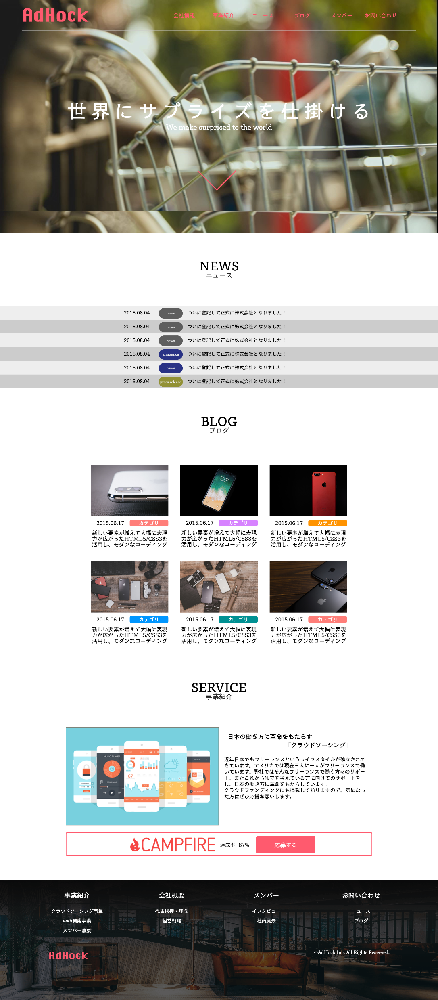 AdHock
会社情報 事業紹介 ニュース ブログ メンバー お問い合わせ
世界にサプライズを仕掛ける
We make surprised to the world
NEWS
ニュース
2015.08.04 news ついに登記して正式に株式会社となりました！
2015.08.04 news ついに登記して正式に株式会社となりました！
2015.08.04 news ついに登記して正式に株式会社となりました！
2015.08.04 announce ついに登記して正式に株式会社となりました！
2015.08.04 news ついに登記して正式に株式会社となりました！
2015.08.04 press release ついに登記して正式に株式会社となりました！
BLOG
ブログ
17:09
2015.06.17 カテゴリ
新しい要素が増えて大幅に表現
力が広がったHTML5/CSS3を
活用し、モダンなコーディング
2015.06.17 カテゴリ
新しい要素が増えて大幅に表現
力が広がったHTML5/CSS3を
活用し、モダンなコーディング
2015.06.17 カテゴリ
新しい要素が増えて大幅に表現
力が広がったHTML5/CSS3を
活用し、モダンなコーディング
2015.06.17 カテゴリ
新しい要素が増えて大幅に表現
力が広がったHTML5/CSS3を
活用し、モダンなコーディング
2015.06.17 カテゴリ
新しい要素が増えて大幅に表現
力が広がったHTML5/CSS3を
活用し、モダンなコーディング
2015.06.17 カテゴリ
新しい要素が増えて大幅に表現
力が広がったHTML5/CSS3を
活用し、モダンなコーディング
SERVICE
事業紹介
MUSIC PLAYER
SONG NAME
67
Partly Cloudy
日本の働き方に革命をもたらす
「クラウドソーシング」
近年日本でもフリーランスというライフスタイルが確立されて
きています。アメリカでは現在三人に一人がフリーランスで働
いています。弊社ではそんなフリーランスで働く方々のサポー
ト、またこれから独立を考えている方に向けてのサポートを
し、日本の働き方に革命をもたらしています。
クラウドファンディングにも掲載しておりますので、気になっ
た方はぜひ応援お願いします。
CAMPFIRE 達成率 87% 応募する
事業紹介
クラウドソーシング事業
web開発事業
メンバー募集
会社概要
代表挨拶・理念
経営戦略
メンバー
インタビュー
社内風景
お問い合わせ
ニュース
ブログ
AdHock
©AdHock Inc. All Rights Reserved.